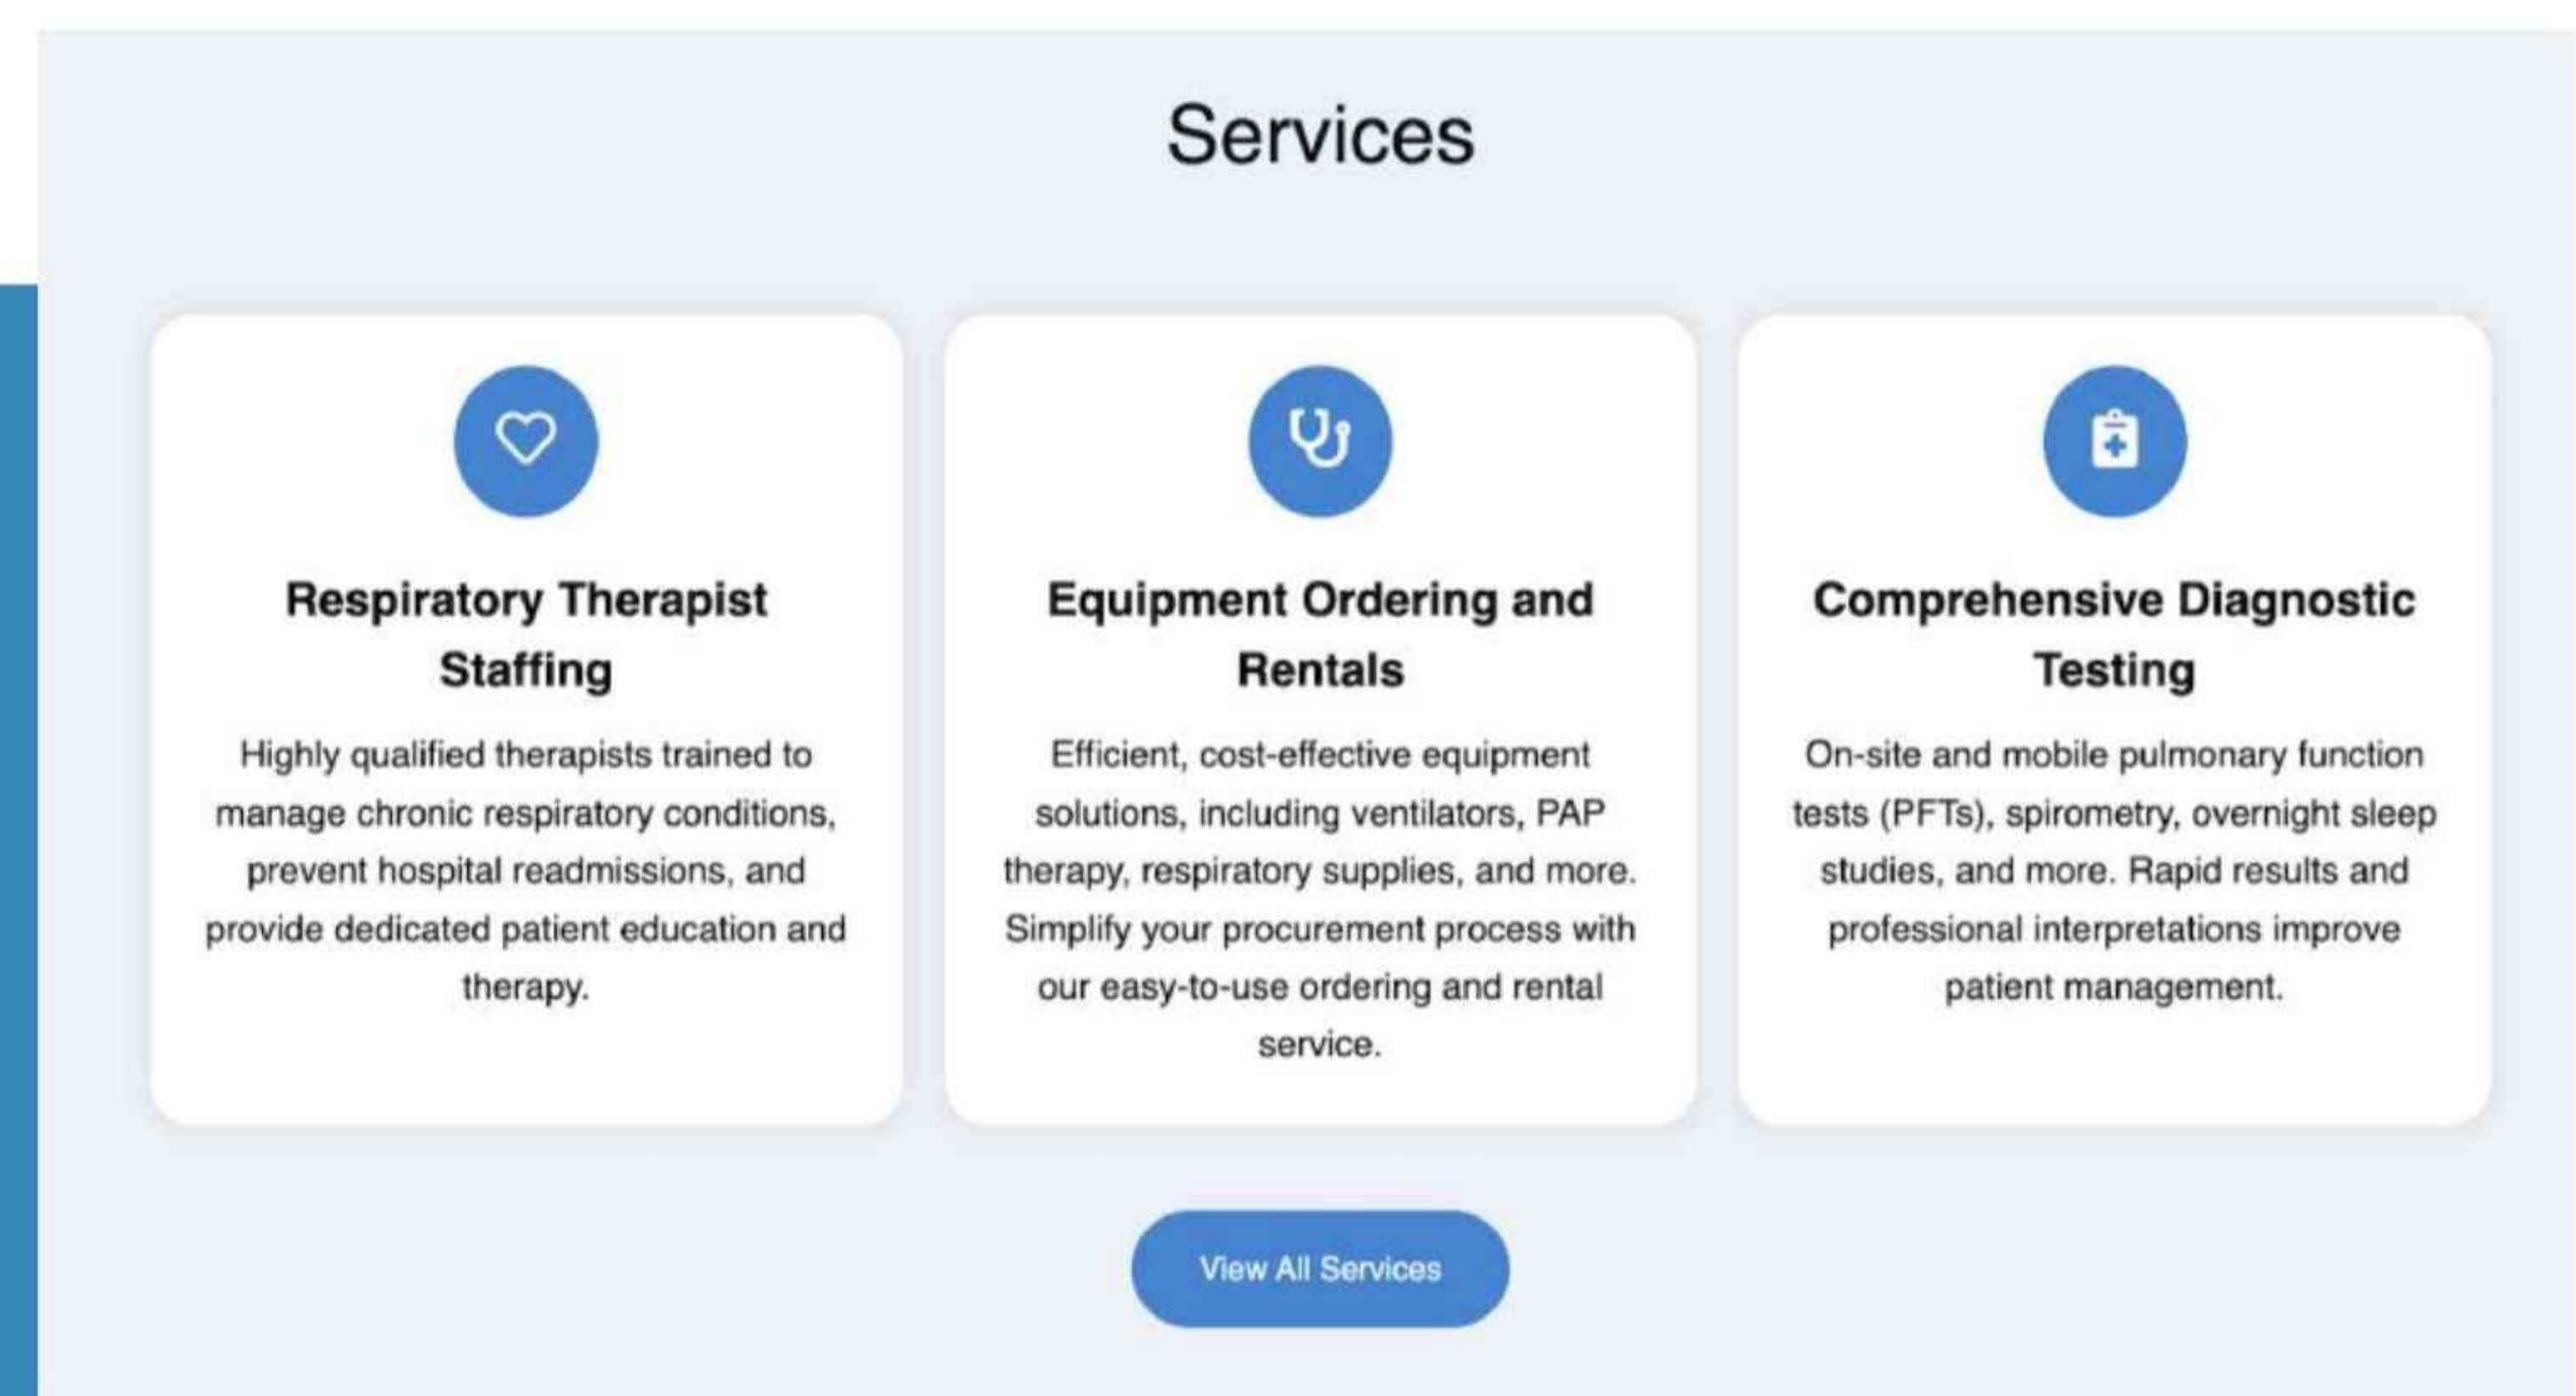 Services
Respiratory Therapist
Staffing
Highly qualified therapists trained to
manage chronic respiratory conditions,
prevent hospital readmissions, and
provide dedicated patient education and
therapy.
Equipment Ordering and
Rentals
Efficient, cost-effective equipment
solutions, including ventilators, PAP
therapy, respiratory supplies, and more.
Simplify your procurement process with
our easy-to-use ordering and rental
service.
Comprehensive Diagnostic
Testing
On-site and mobile pulmonary function
tests (PFTs), spirometry, overnight sleep
studies, and more. Rapid results and
professional interpretations improve
patient management.
View All Services